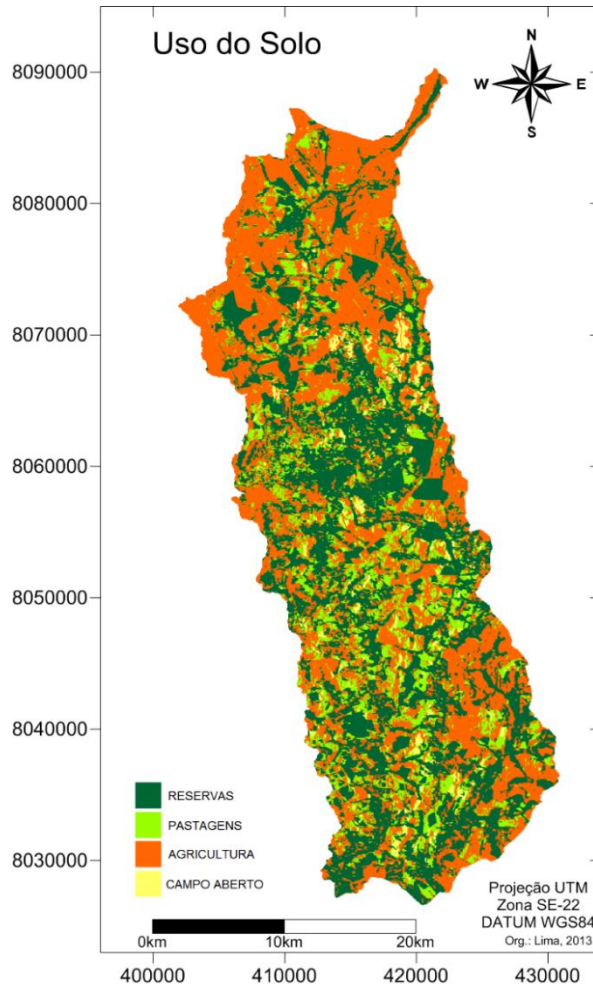 Uso do Solo
N
W E
S
8090000
8080000
8070000
8060000
8050000
8040000
8030000
RESERVAS
PASTAGENS
AGRICULTURA
CAMPO ABERTO
0km 10km 20km
Projeção UTM
Zona SE-22
DATUM WGS84
Org.: Lima, 2013
400000 410000 420000 430000